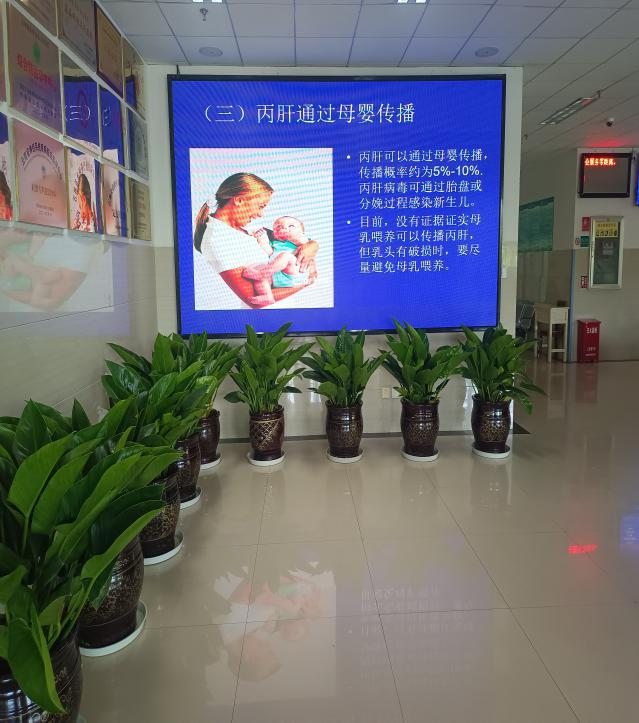 （三）丙肝通过母婴传播
• 丙肝可以通过母婴传播，
传播概率约为5%-10%.
丙肝病毒可通过胎盘或
分娩过程感染新生儿。
• 目前，没有证据证实母
乳喂养可以传播丙肝，
但乳头有破损时，要尽
量避免母乳喂养。